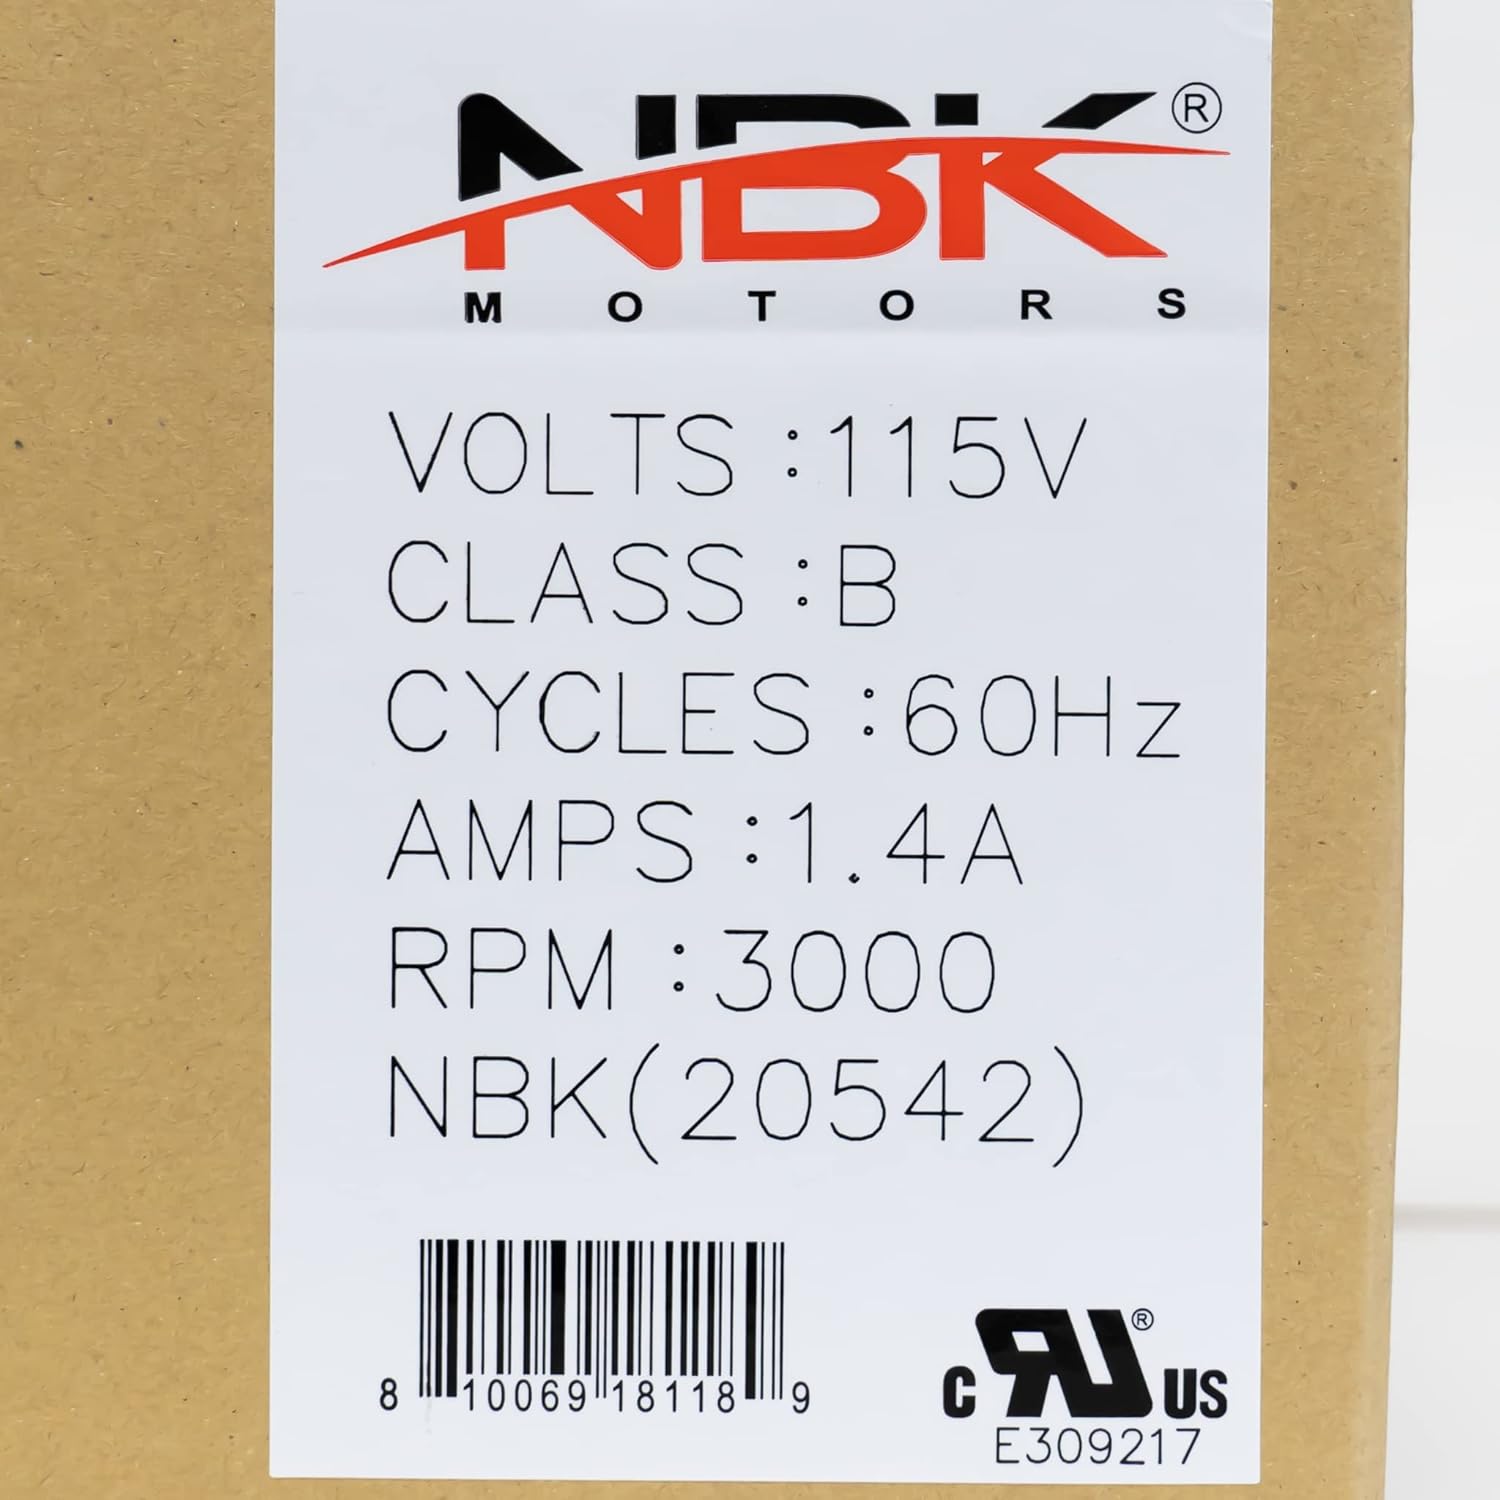 NBK®
MOTORS
VOLTS :115V
CLASS :B
CYCLES :60Hz
AMPS :1.4A
RPM :3000
NBK(20542)
8 10069 18118 9
C RU® US
E309217